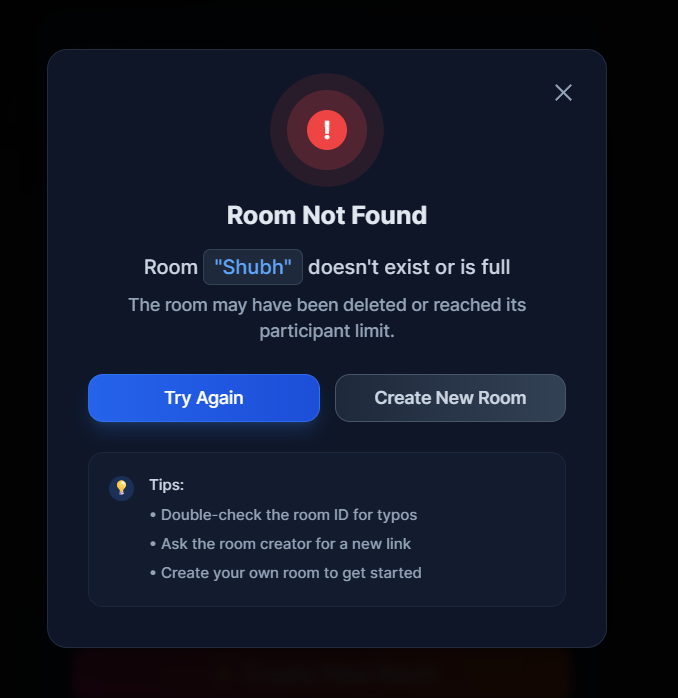 !
Room Not Found
Room "Shubh" doesn't exist or is full
The room may have been deleted or reached its
participant limit.
Try Again
Create New Room
Tips:
• Double-check the room ID for typos
• Ask the room creator for a new link
• Create your own room to get started